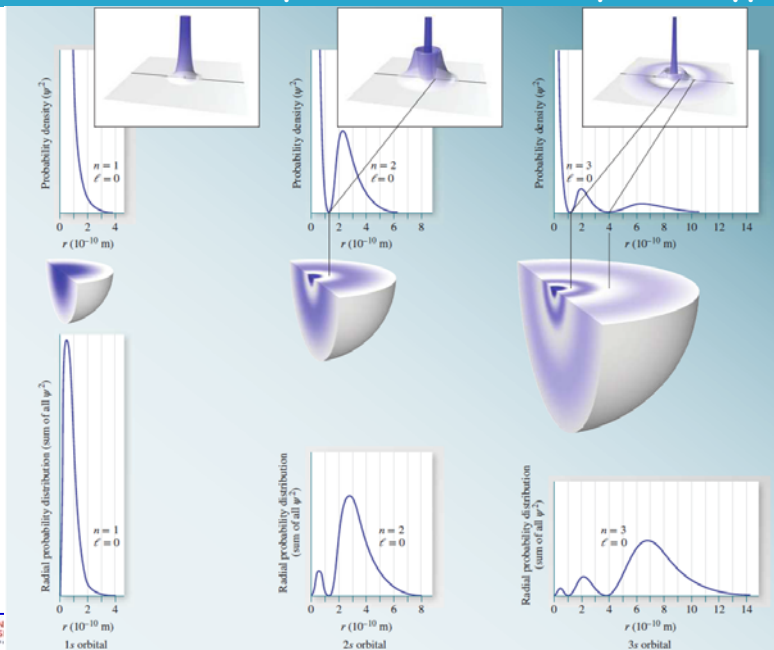 Probability density (ψ²)
n = 1
ℓ = 0
0 2 4
r (10⁻¹⁰ m)
Probability density (ψ²)
n = 2
ℓ = 0
0 2 4 6 8
r (10⁻¹⁰ m)
Probability density (ψ²)
n = 3
ℓ = 0
0 2 4 6 8 10 12 14
r (10⁻¹⁰ m)
Radial probability distribution (sum of all ψ²)
n = 1
ℓ = 0
0 2 4
r (10⁻¹⁰ m)
1s orbital
Radial probability distribution
(sum of all ψ²)
n = 2
ℓ = 0
0 2 4 6 8
r (10⁻¹⁰ m)
2s orbital
Radial probability distribution
(sum of all ψ²)
n = 3
ℓ = 0
0 2 4 6 8 10 12 14
r (10⁻¹⁰ m)
3s orbital